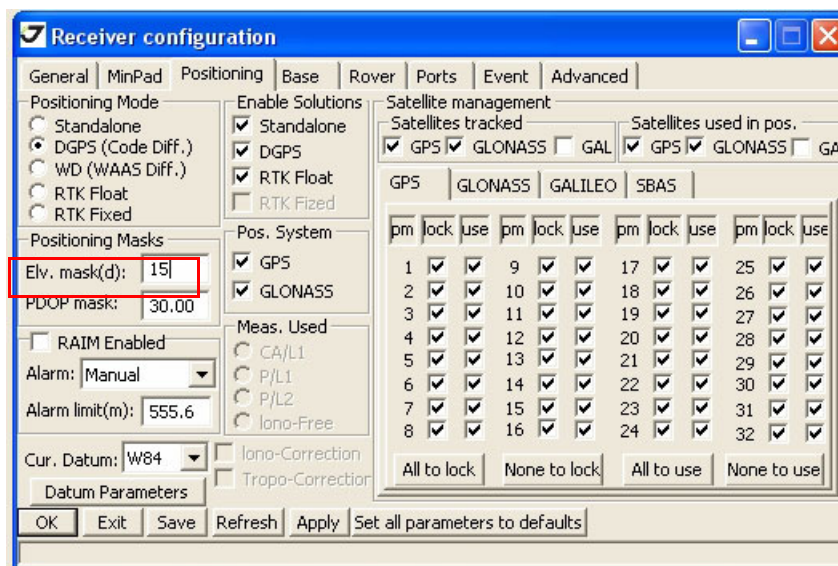 Receiver configuration
General MinPad Positioning Base Rover Ports Event Advanced
Positioning Mode
Standalone
DGPS (Code Diff.)
WD (WAAS Diff.)
RTK Float
RTK Fixed
Enable Solutions
Standalone
DGPS
RTK Float
RTK Fized
Positioning Masks
Elv. mask(d): 15
PDOP mask: 30.00
Pos. System
GPS
GLONASS
RAIM Enabled
Alarm: Manual
Alarm limit(m): 555.6
Meas. Used
CA/L1
P/L1
P/L2
Iono-Free
Cur. Datum: W84
Datum Parameters
Iono-Correction
Tropo-Correction
Satellite management
Satellites tracked
GPS GLONASS GAL
Satellites used in pos.
GPS GLONASS GA
GPS GLONASS GALILEO SBAS
prn lock use prn lock use prn lock use prn lock use
1 9 17 25
2 10 18 26
3 11 19 27
4 12 20 28
5 13 21 29
6 14 22 30
7 15 23 31
8 16 24 32
All to lock None to lock All to use None to use
OK Exit Save Refresh Apply Set all parameters to defaults